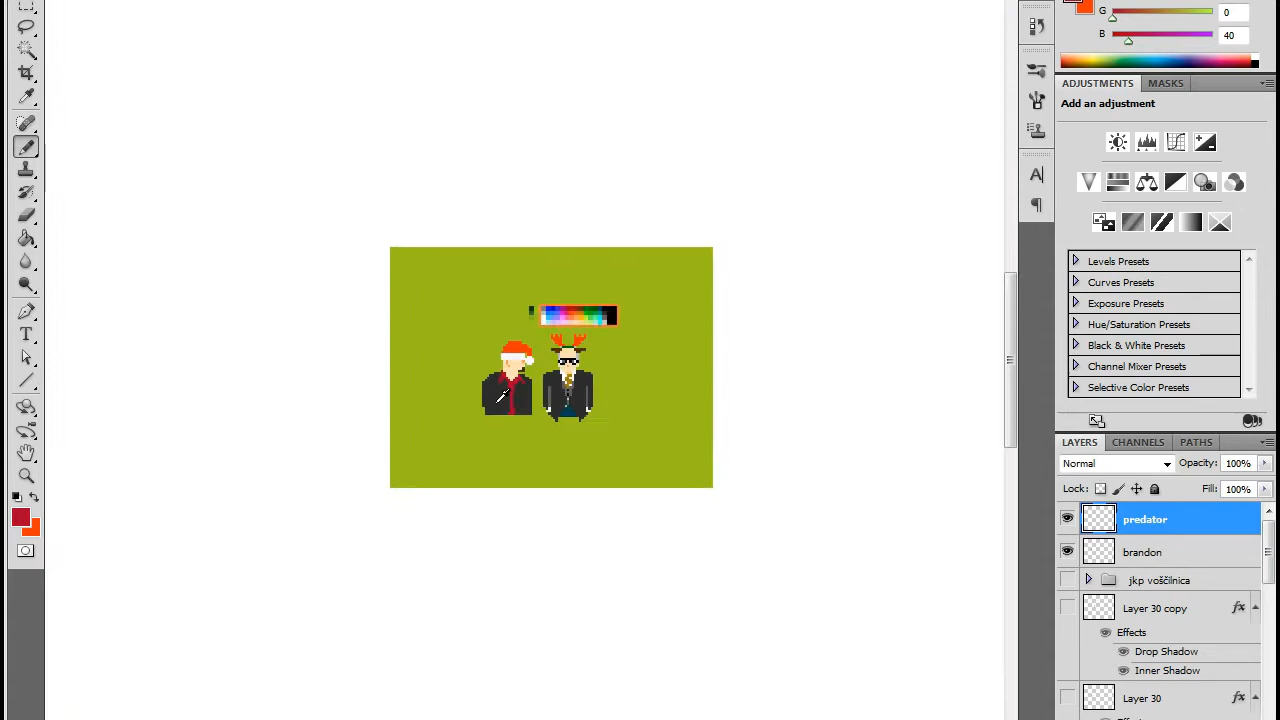 G 0
B 40
ADJUSTMENTS MASKS
Add an adjustment
Levels Presets
Curves Presets
Exposure Presets
Hue/Saturation Presets
Black & White Presets
Channel Mixer Presets
Selective Color Presets
LAYERS CHANNELS PATHS
Normal Opacity: 100%
Lock: Fill: 100%
predator
brandon
jkp voščilnica
Layer 30 copy fx
Effects
Drop Shadow
Inner Shadow
Layer 30 fx